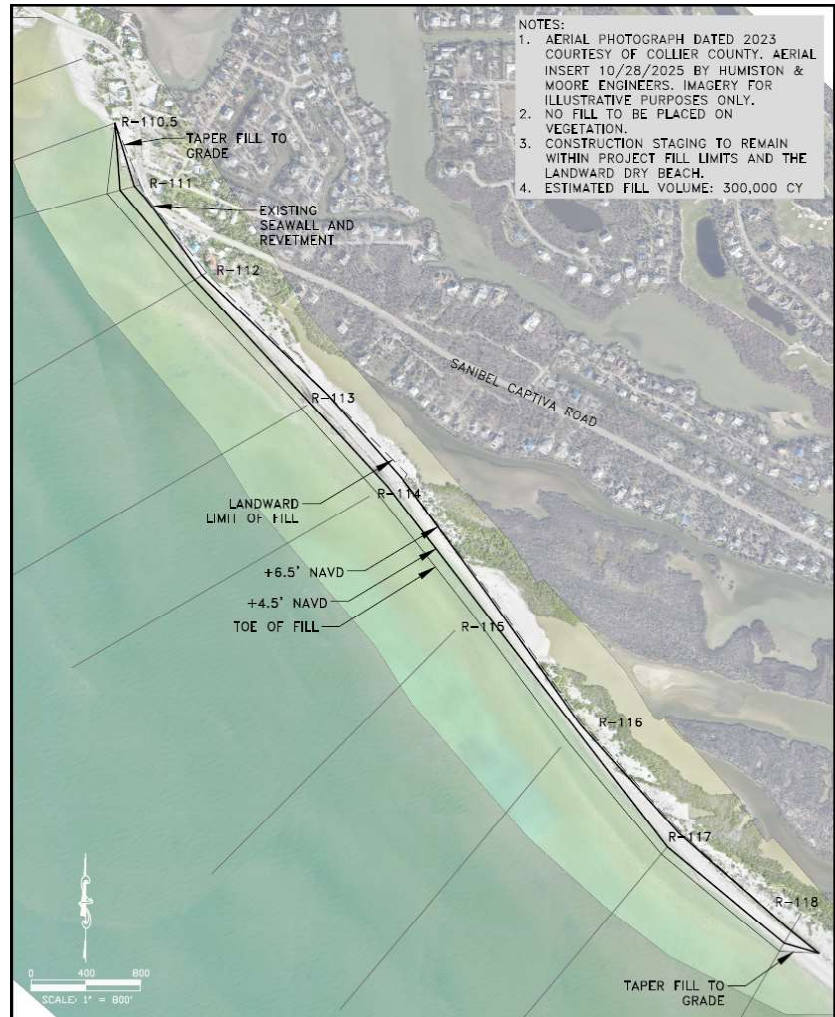 NOTES:
1. AERIAL PHOTOGRAPH DATED 2023
COURTESY OF COLLIER COUNTY. AERIAL
INSERT 10/28/2025 BY HUMISTON &
MOORE ENGINEERS. IMAGERY FOR
ILLUSTRATIVE PURPOSES ONLY.
2. NO FILL TO BE PLACED ON
VEGETATION.
3. CONSTRUCTION STAGING TO REMAIN
WITHIN PROJECT FILL LIMITS AND THE
LANDWARD DRY BEACH.
4. ESTIMATED FILL VOLUME: 300,000 CY
R-110.5
TAPER FILL TO
GRADE
R-111
EXISTING
SEAWALL AND
REVETMENT
R-112
SANIBEL CAPTIVA ROAD
R-113
LANDWARD
LIMIT OF FILL
R-114
+6.5' NAVD
+4.5' NAVD
TOE OF FILL
R-115
R-116
R-117
R-118
TAPER FILL TO
GRADE
0 400 800
SCALE: 1" = 800'